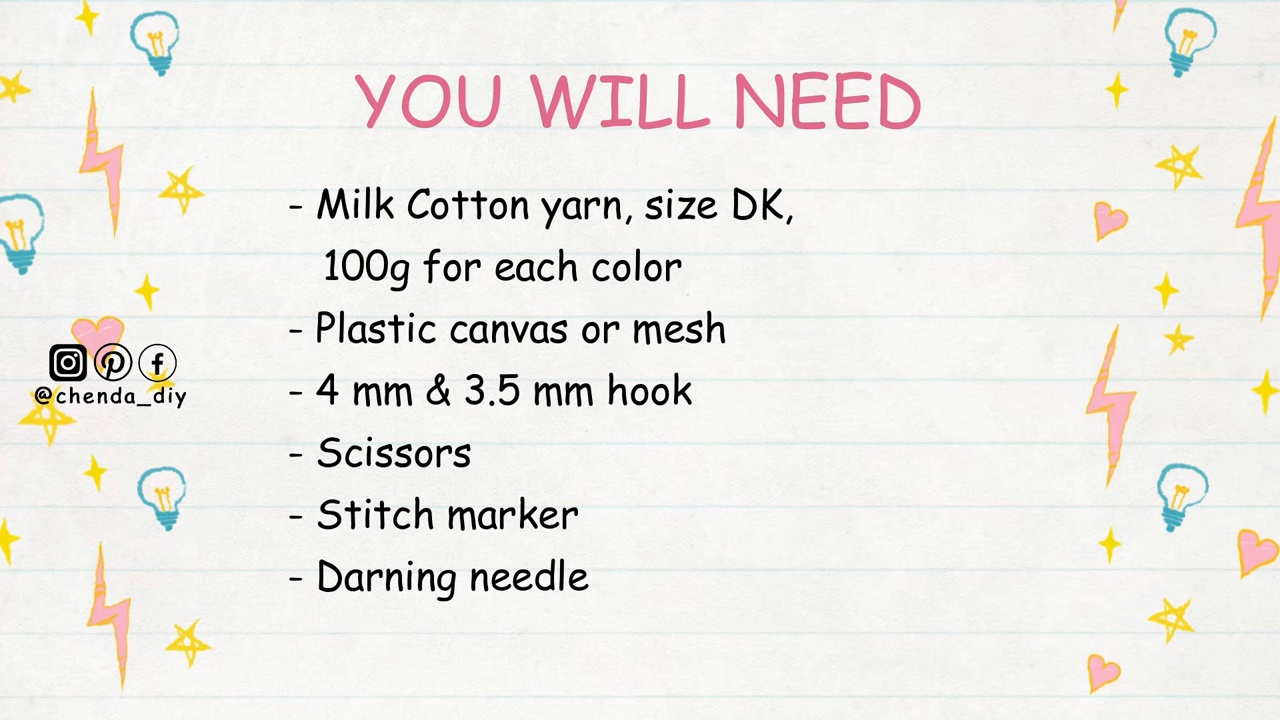 YOU WILL NEED
- Milk Cotton yarn, size DK,
100g for each color
- Plastic canvas or mesh
- 4 mm & 3.5 mm hook
- Scissors
- Stitch marker
- Darning needle
@chenda_diy